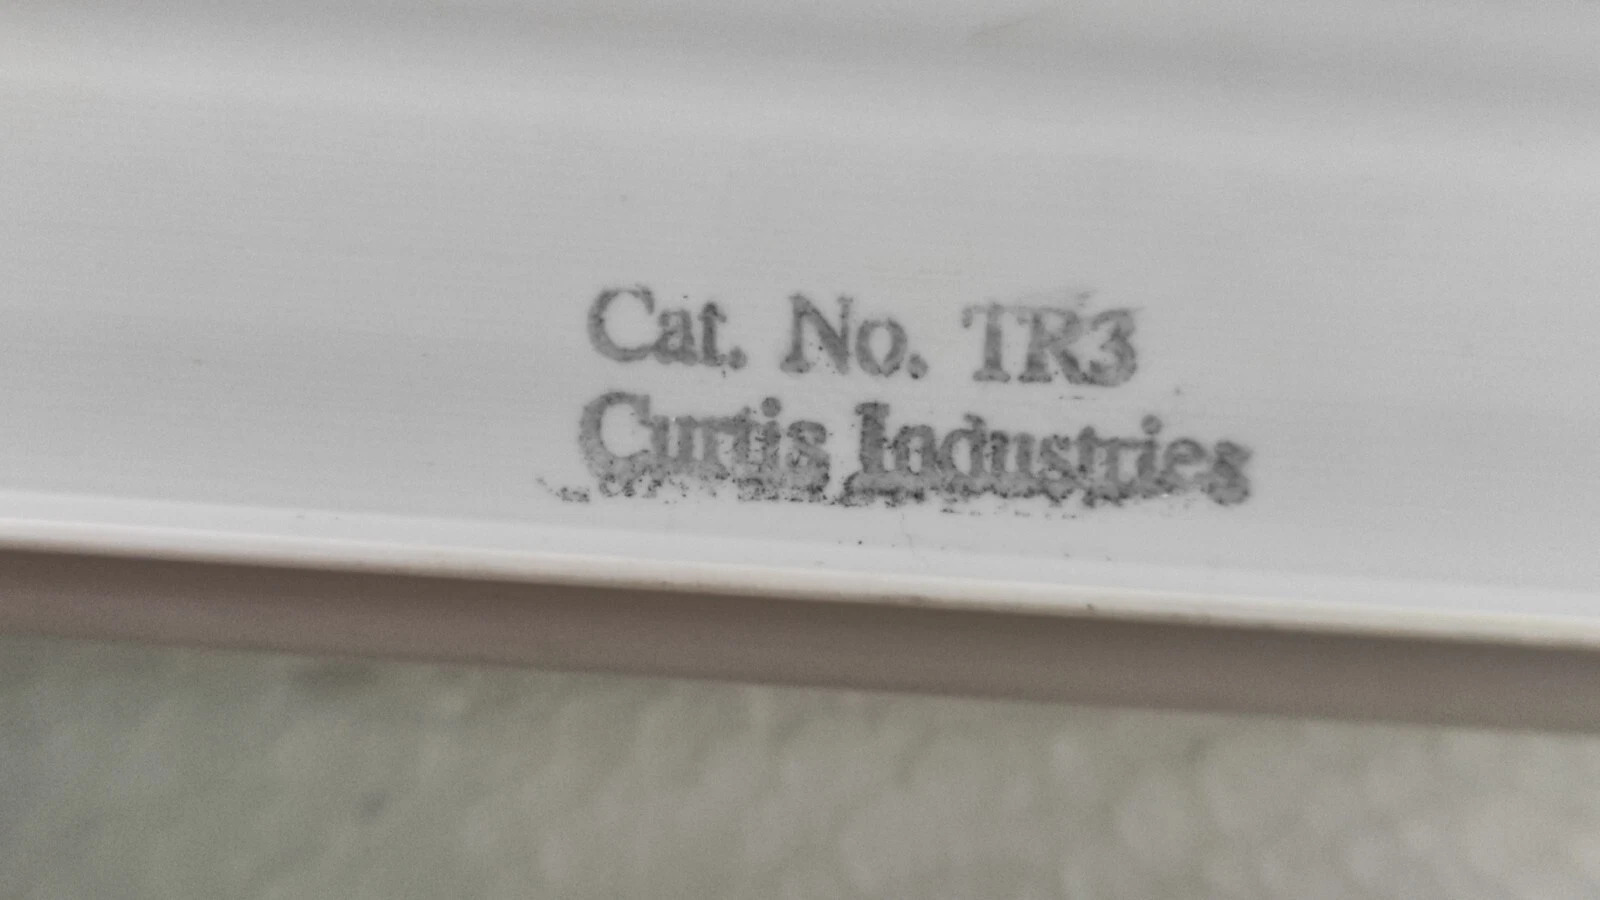 Cat. No. TR3
Curtis Industries